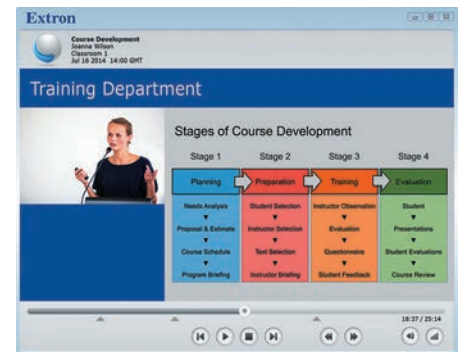 Extron
Course Development
Joanna Wilson
Classroom 1
Jul 16 2014 14:00 GMT
Training Department
Stages of Course Development
Stage 1 Stage 2 Stage 3 Stage 4
Planning Preparation Training Evaluation
Needs Analysis Student Selection Instructor Observation Student
Proposal & Estimate Instructor Selection Evaluation Presentations
Course Schedule Text Selection Questionnaire Student Evaluations
Program Briefing Instructor Briefing Student Feedback Course Review
18:37 / 25:14